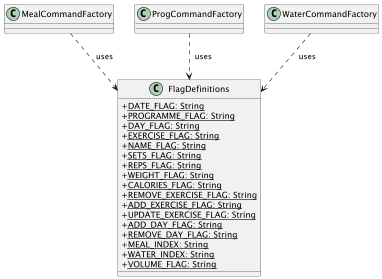 C MealCommandFactory
C ProgCommandFactory
C WaterCommandFactory
uses
uses
uses
C FlagDefinitions
+DATE_FLAG: String
+PROGRAMME_FLAG: String
+DAY_FLAG: String
+EXERCISE_FLAG: String
+NAME_FLAG: String
+SETS_FLAG: String
+REPS_FLAG: String
+WEIGHT_FLAG: String
+CALORIES_FLAG: String
+REMOVE_EXERCISE_FLAG: String
+ADD_EXERCISE_FLAG: String
+UPDATE_EXERCISE_FLAG: String
+ADD_DAY_FLAG: String
+REMOVE_DAY_FLAG: String
+MEAL_INDEX: String
+WATER_INDEX: String
+VOLUME_FLAG: String